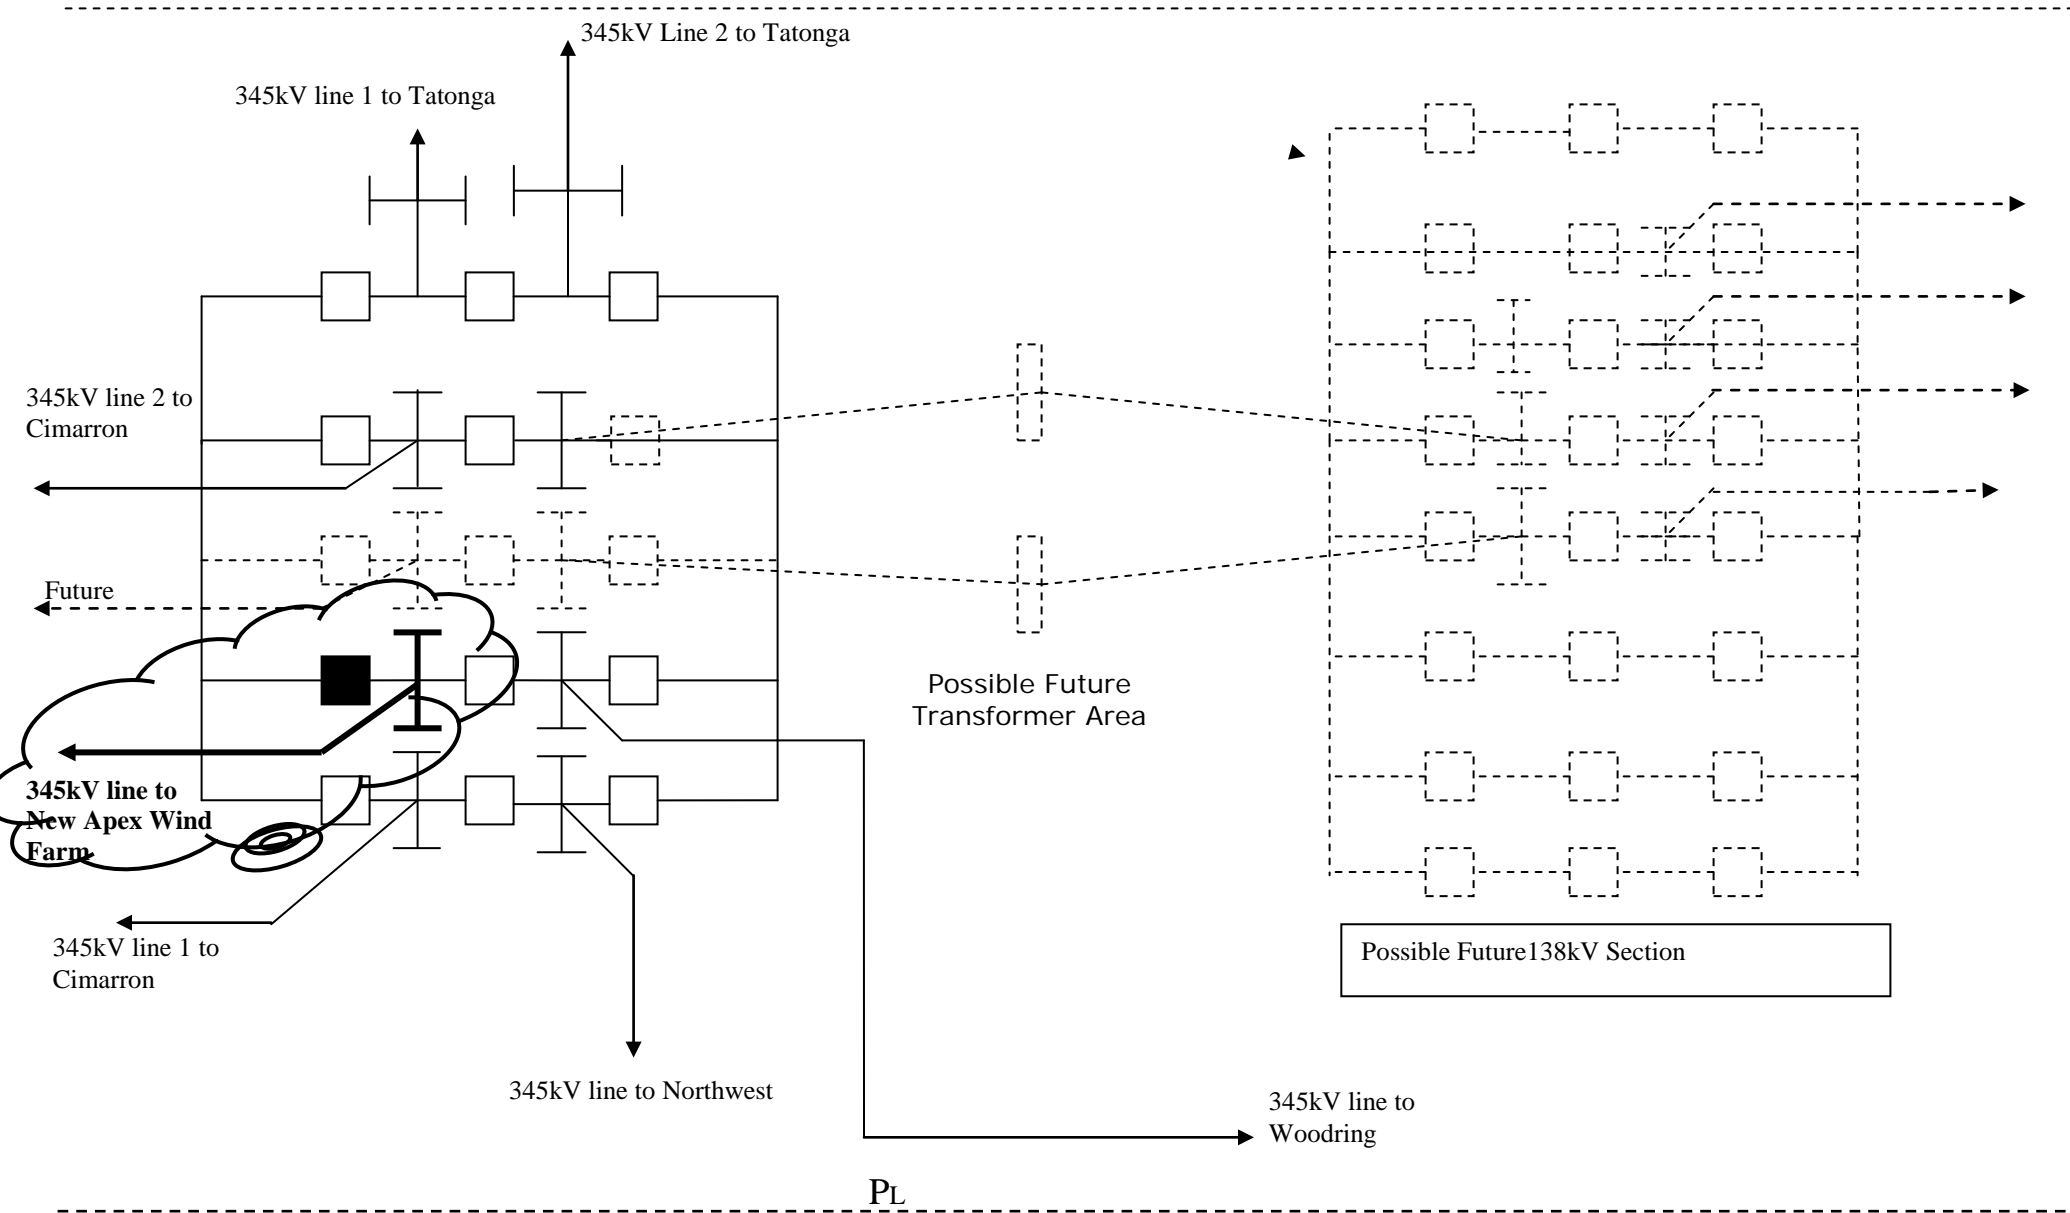 345kV Line 2 to Tatonga
345kV line 1 to Tatonga
345kV line 2 to
Cimarron
Future
Possible Future
Transformer Area
345kV line to
New Apex Wind
Farm
345kV line 1 to
Cimarron
Possible Future138kV Section
345kV line to Northwest
345kV line to
Woodring
PL